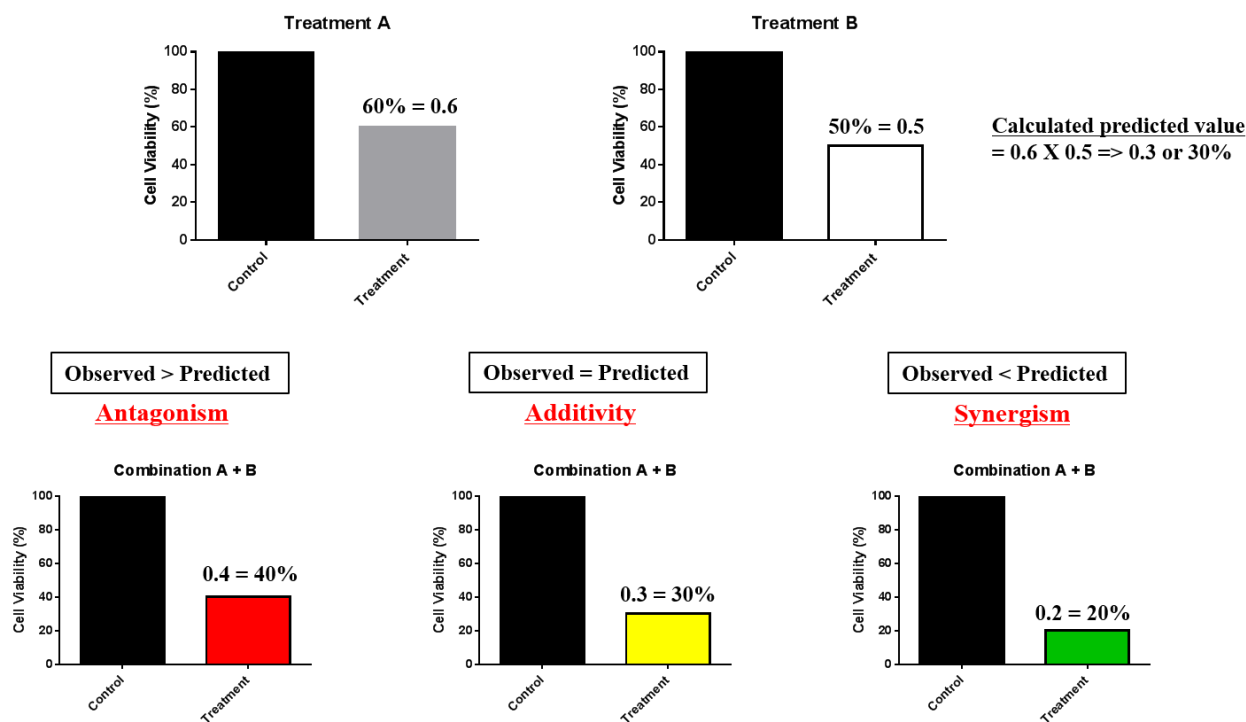 Treatment A
Cell Viability (%)
100
80
60
40
20
0
60% = 0.6
Control
Treatment
Treatment B
Cell Viability (%)
100
80
60
40
20
0
50% = 0.5
Control
Treatment
Calculated predicted value
= 0.6 X 0.5 => 0.3 or 30%
Observed > Predicted
Antagonism
Combination A + B
Cell Viability (%)
100
80
60
40
20
0
0.4 = 40%
Control
Treatment
Observed = Predicted
Additivity
Combination A + B
Cell Viability (%)
100
80
60
40
20
0
0.3 = 30%
Control
Treatment
Observed < Predicted
Synergism
Combination A + B
Cell Viability (%)
100
80
60
40
20
0
0.2 = 20%
Control
Treatment